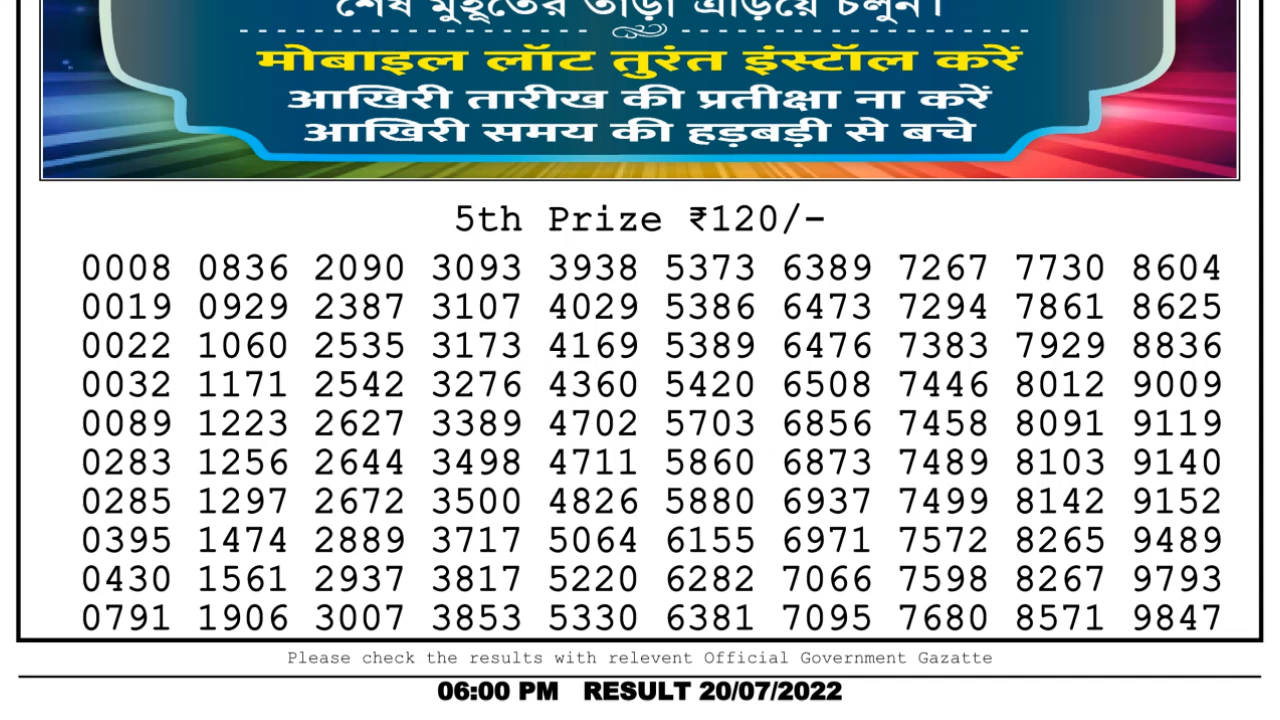 শেষ মুহূর্তের তাড়া এড়িয়ে চলুন।
मोबाइल लॉट तुरंत इंस्टॉल करें
आखिरी तारीख की प्रतीक्षा ना करें
आखिरी समय की हड़बड़ी से बचे
5th Prize ₹120/-
0008 0836 2090 3093 3938 5373 6389 7267 7730 8604
0019 0929 2387 3107 4029 5386 6473 7294 7861 8625
0022 1060 2535 3173 4169 5389 6476 7383 7929 8836
0032 1171 2542 3276 4360 5420 6508 7446 8012 9009
0089 1223 2627 3389 4702 5703 6856 7458 8091 9119
0283 1256 2644 3498 4711 5860 6873 7489 8103 9140
0285 1297 2672 3500 4826 5880 6937 7499 8142 9152
0395 1474 2889 3717 5064 6155 6971 7572 8265 9489
0430 1561 2937 3817 5220 6282 7066 7598 8267 9793
0791 1906 3007 3853 5330 6381 7095 7680 8571 9847
Please check the results with relevent Official Government Gazatte
06:00 PM RESULT 20/07/2022